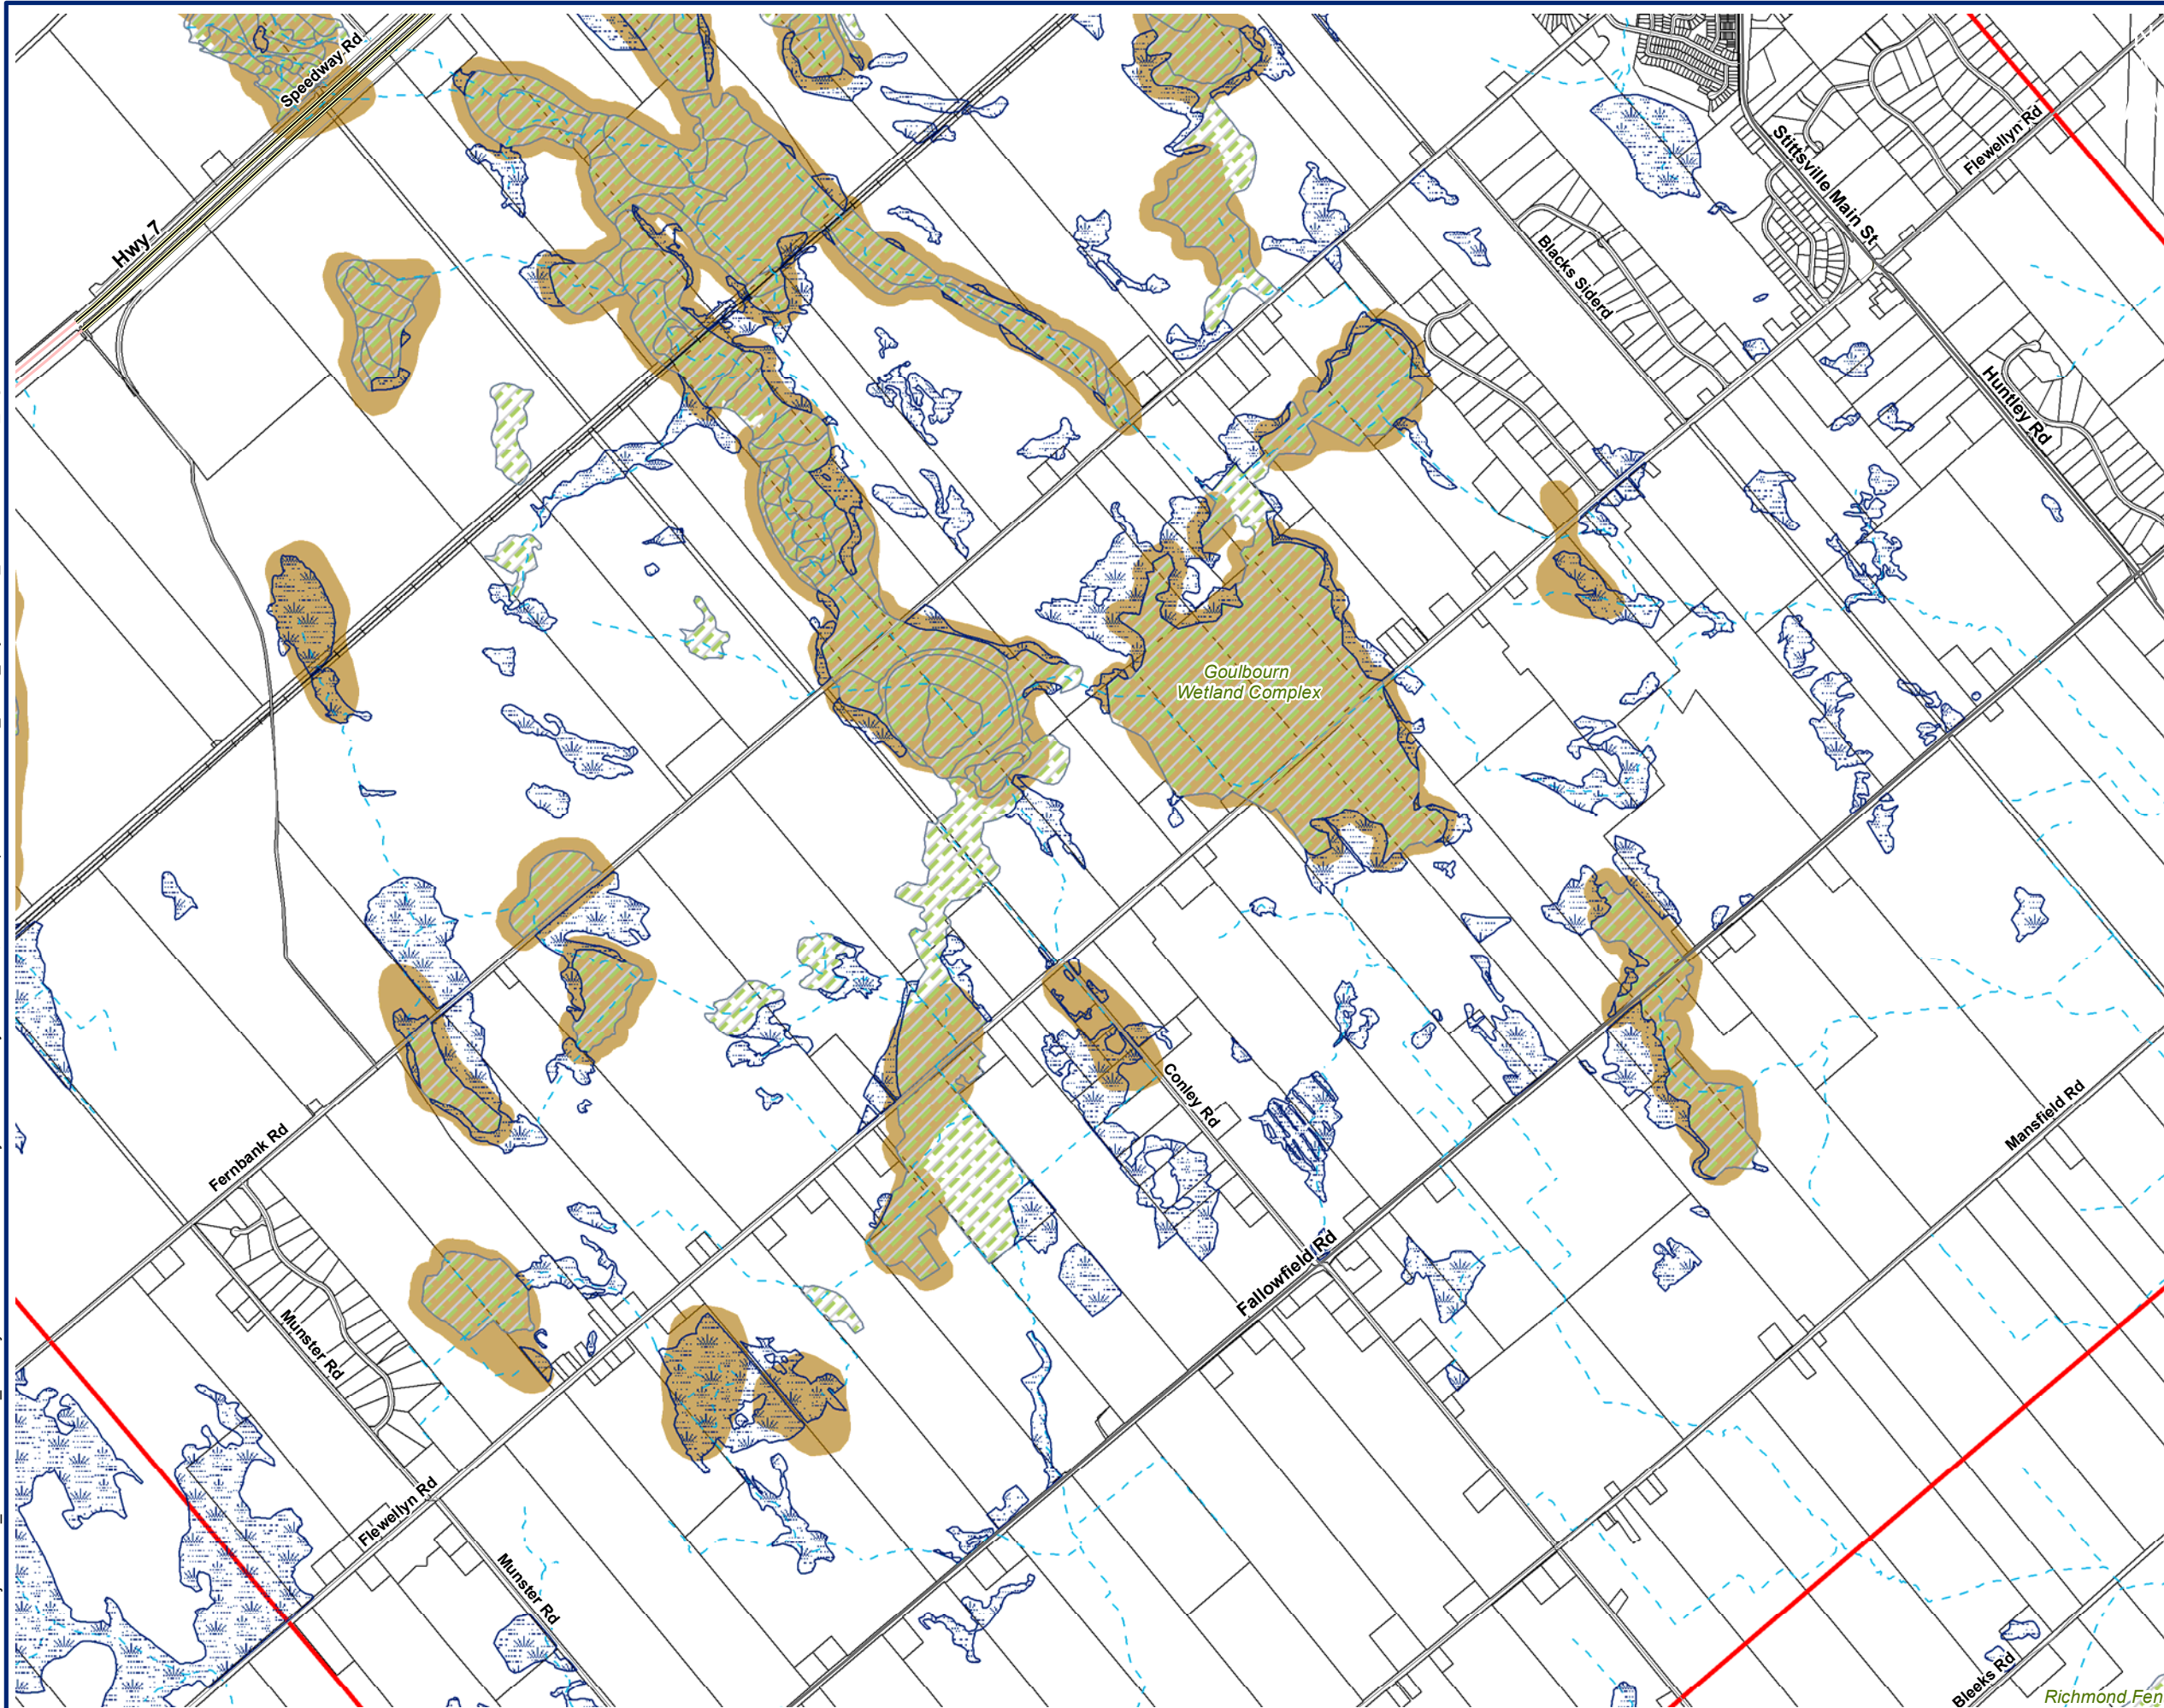 Speedway Rd
Hwy 7
Stittsville Main St
Flewellyn Rd
Blacks Siderd
Huntley Rd
Goulbourn
Wetland Complex
Conley Rd
Mansfield Rd
Fernbank Rd
Fallowfield Rd
Munster Rd
Flewellyn Rd
Munster Rd
Bleeks Rd
Richmond Fen